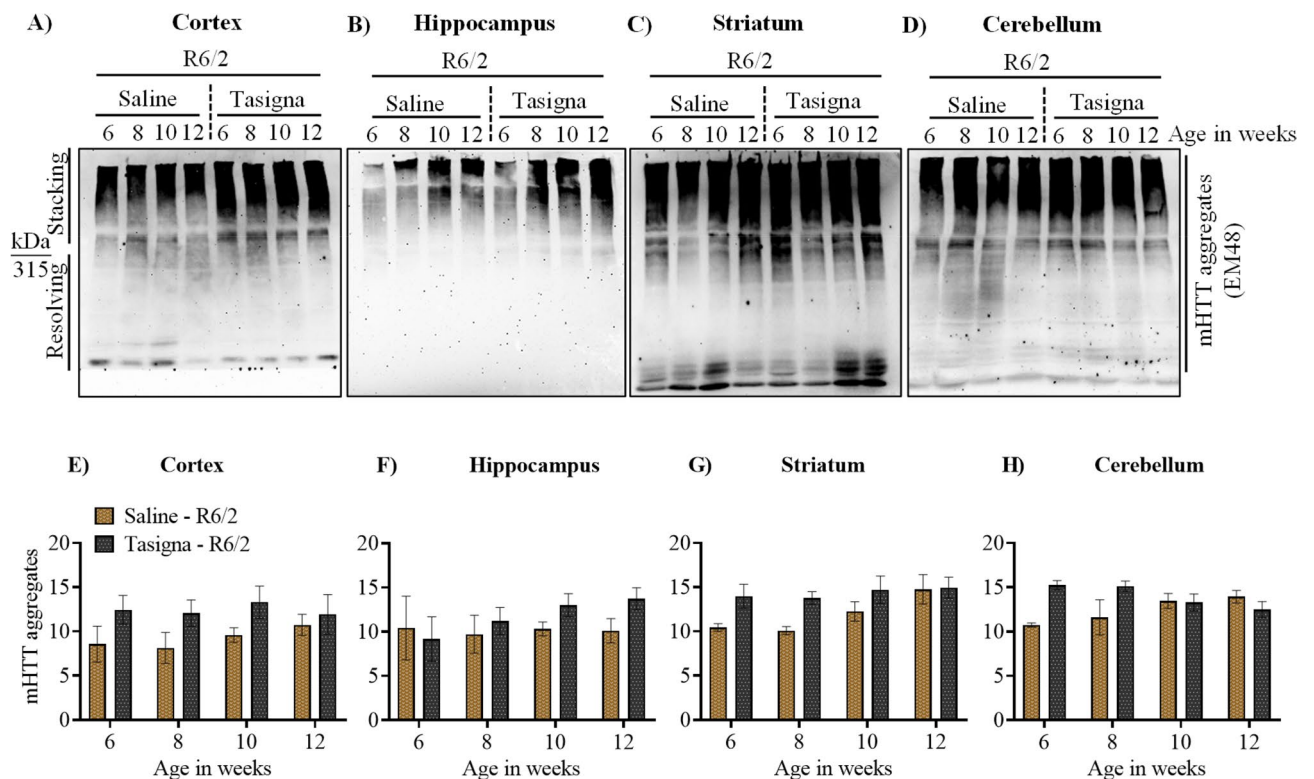 A) Cortex
R6/2
Saline Tasigna
6 8 10 12 6 8 10 12
B) Hippocampus
R6/2
Saline Tasigna
6 8 10 12 6 8 10 12
C) Striatum
R6/2
Saline Tasigna
6 8 10 12 6 8 10 12
D) Cerebellum
R6/2
Saline Tasigna
6 8 10 12 6 8 10 12 Age in weeks
Stacking
kDa
315
Resolving
mHTT aggregates
(EM48)
E) Cortex
Saline - R6/2
Tasigna - R6/2
mHTT aggregates
20
15
10
5
0
6 8 10 12
Age in weeks
F) Hippocampus
20
15
10
5
0
6 8 10 12
Age in weeks
G) Striatum
20
15
10
5
0
6 8 10 12
Age in weeks
H) Cerebellum
20
15
10
5
0
6 8 10 12
Age in weeks